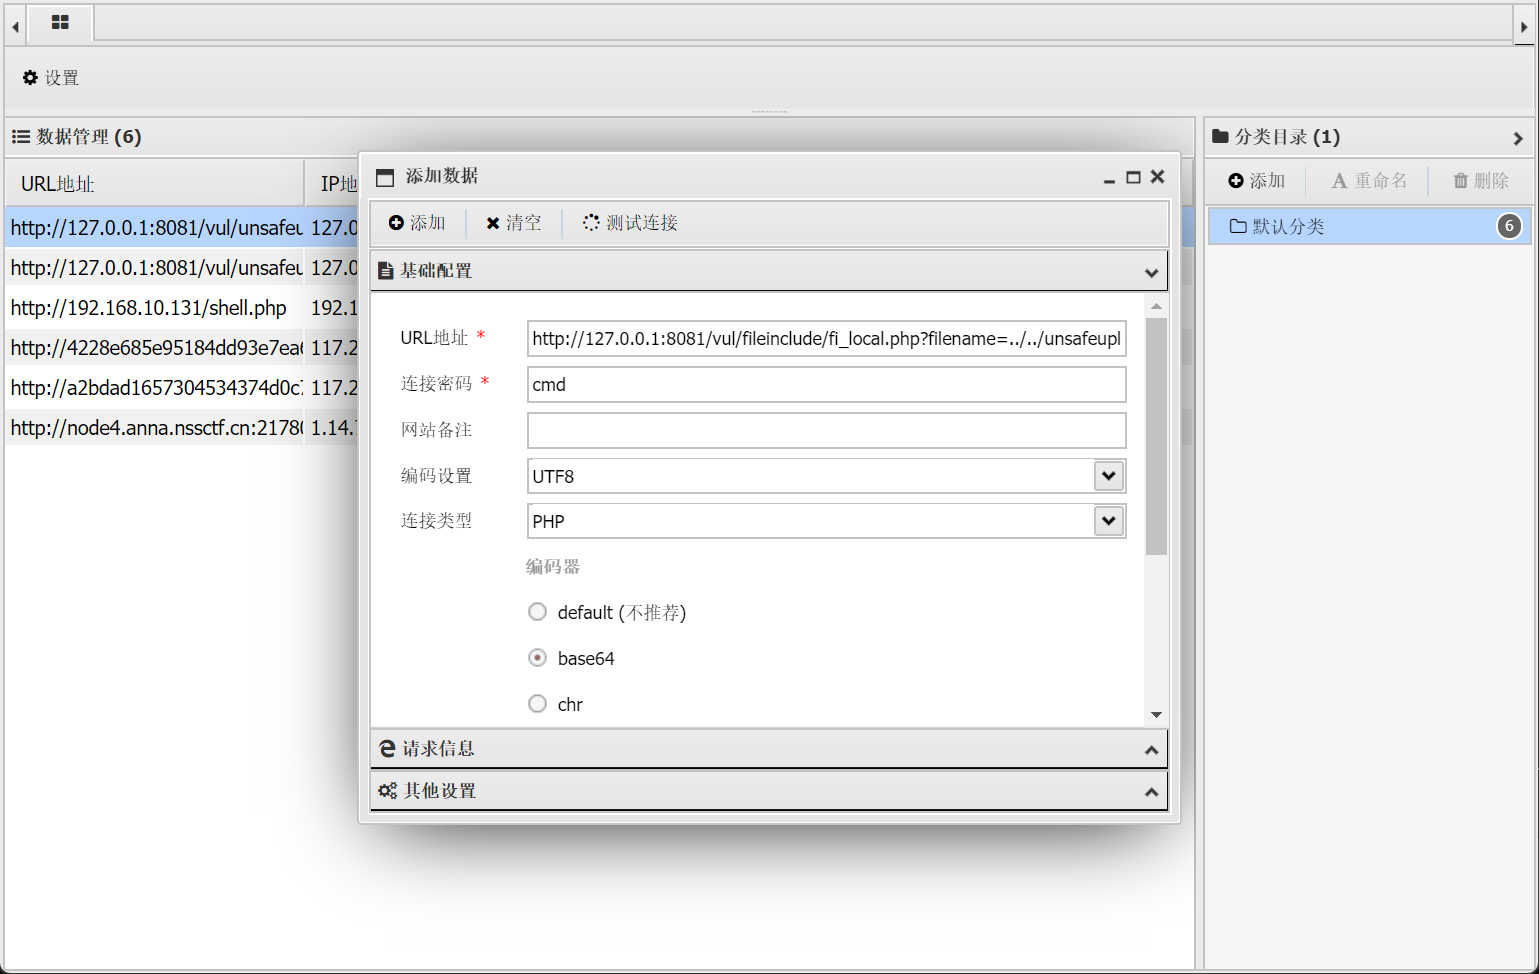 设置
数据管理 (6)
URL地址 IP地
http://127.0.0.1:8081/vul/unsafeu 127.0
http://127.0.0.1:8081/vul/unsafeu 127.0
http://192.168.10.131/shell.php 192.1
http://4228e685e95184dd93e7ea6 117.2
http://a2bdad1657304534374d0c7 117.2
http://node4.anna.nssctf.cn:2178 1.14.
添加数据
添加 清空 测试连接
基础配置
URL地址 * http://127.0.0.1:8081/vul/fileinclude/fi_local.php?filename=../../unsafeupl
连接密码 * cmd
网站备注
编码设置 UTF8
连接类型 PHP
编码器
default (不推荐)
base64
chr
请求信息
其他设置
分类目录 (1)
添加 A 重命名 删除
默认分类 6